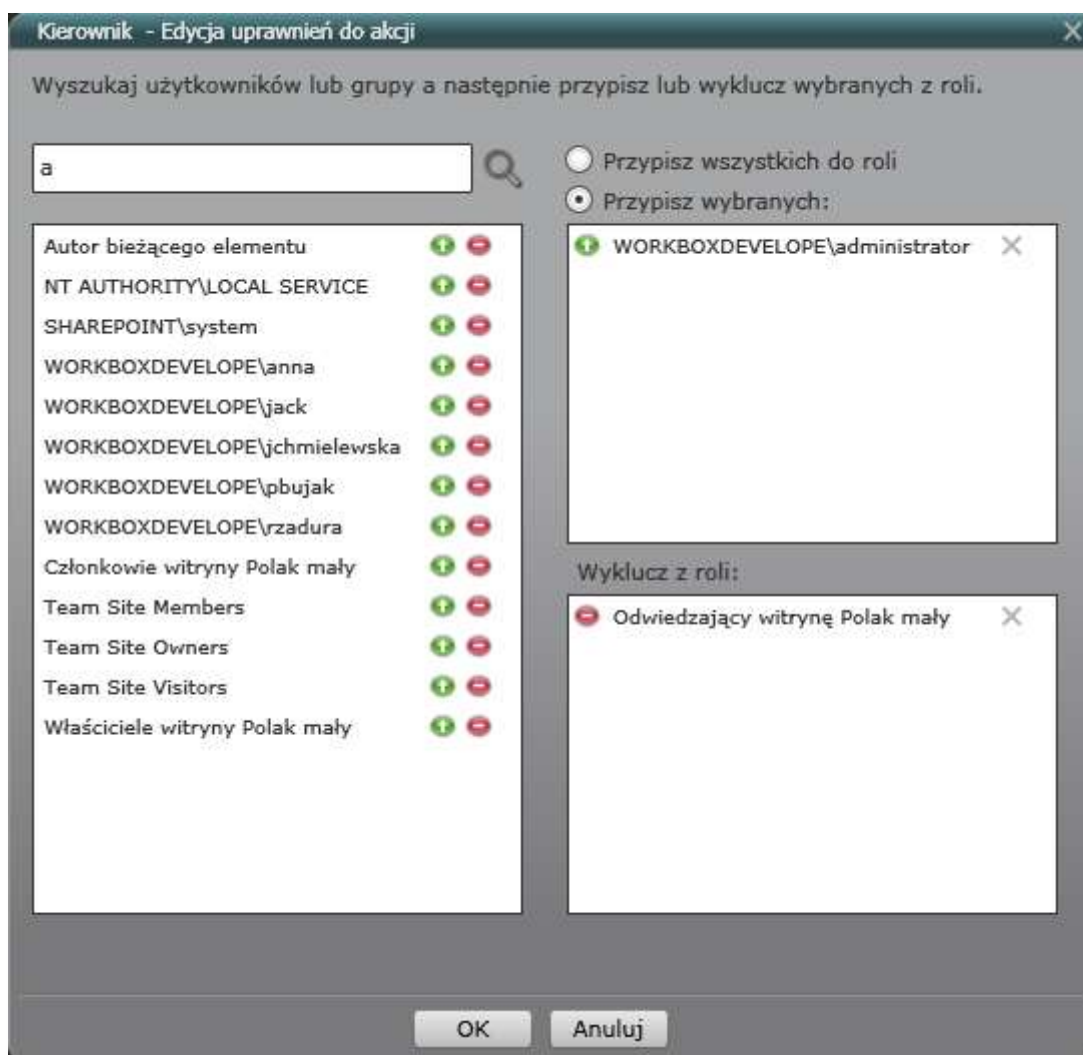 Kierownik - Edycja uprawnień do akcji
Wyszukaj użytkowników lub grupy a następnie przypisz lub wyklucz wybranych z roli.
a
Autor bieżącego elementu
NT AUTHORITY\LOCAL SERVICE
SHAREPOINT\system
WORKBOXDEVELOPE\anna
WORKBOXDEVELOPE\jack
WORKBOXDEVELOPE\jchmielewska
WORKBOXDEVELOPE\pbujak
WORKBOXDEVELOPE\rzadura
Członkowie witryny Polak mały
Team Site Members
Team Site Owners
Team Site Visitors
Właściciele witryny Polak mały
Przypisz wszystkich do roli
Przypisz wybranych:
WORKBOXDEVELOPE\administrator
Wyklucz z roli:
Odwiedzający witrynę Polak mały
OK
Anuluj